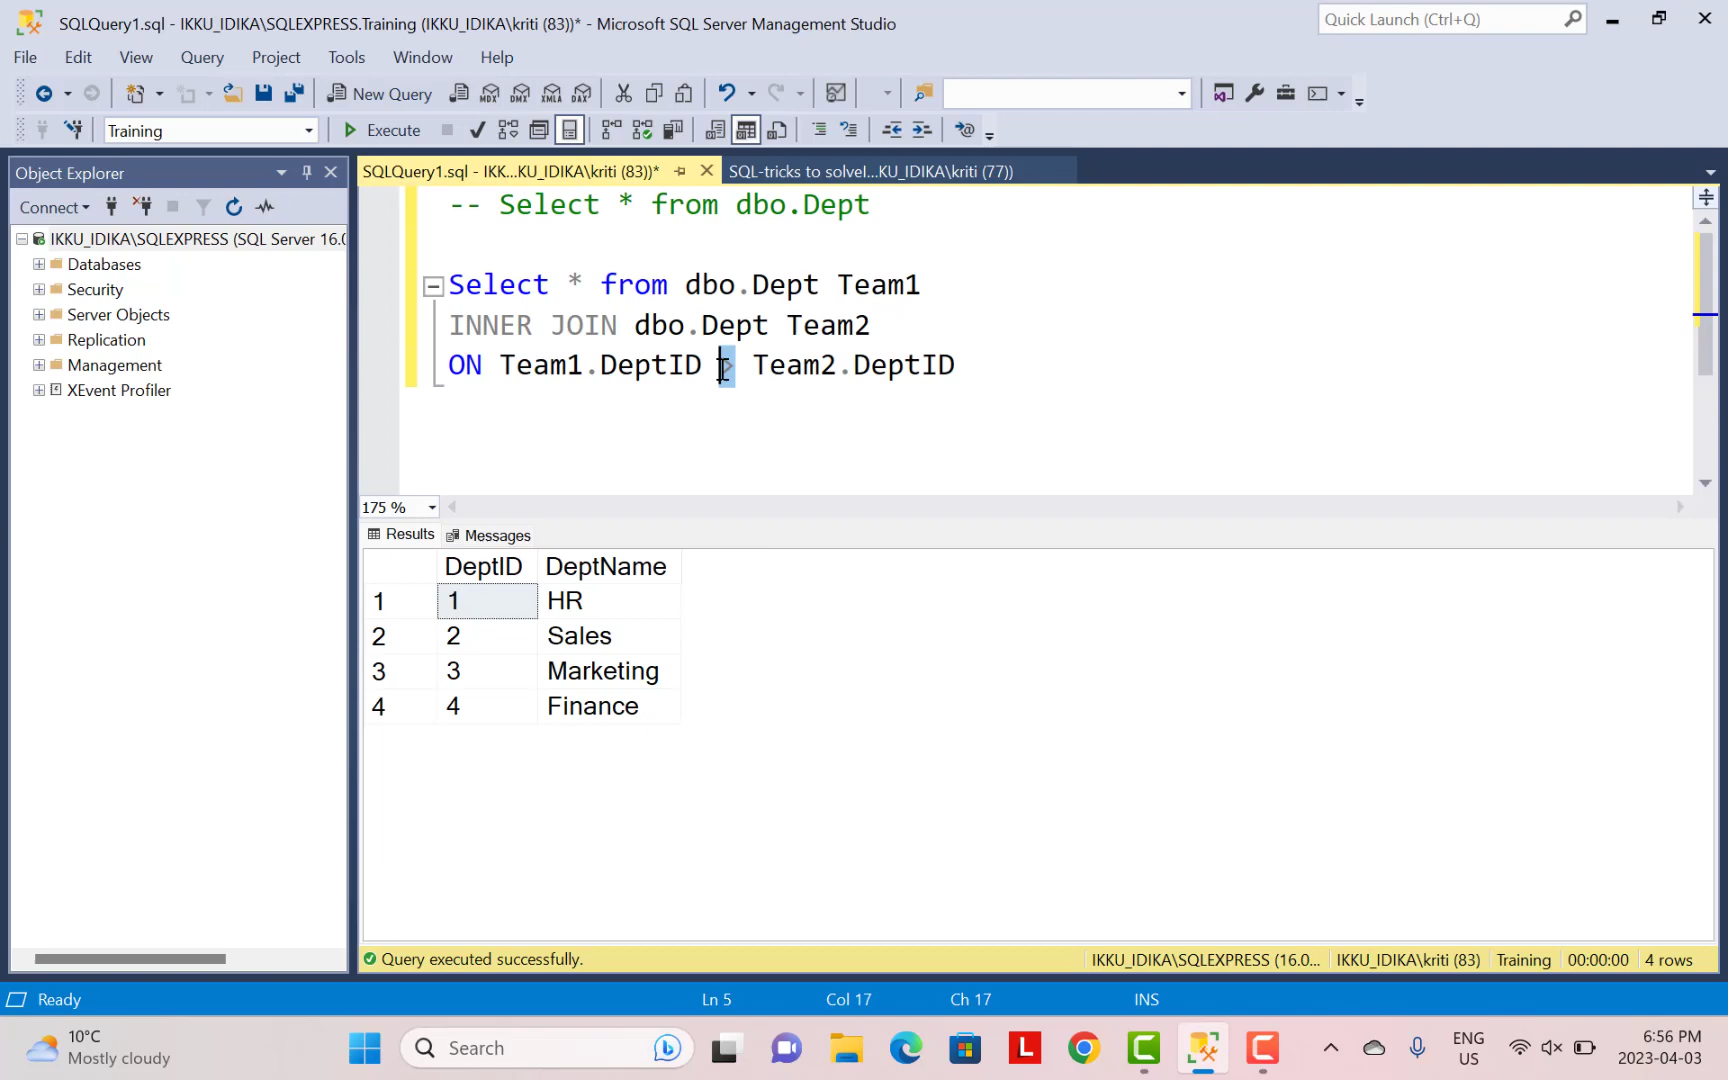 SQLQuery1.sql - IKKU_IDIKA\SQLEXPRESS.Training (IKKU_IDIKA\kriti (83))* - Microsoft SQL Server Management Studio
Quick Launch (Ctrl+Q)
File Edit View Query Project Tools Window Help
MDX DMX XMLA DAX New Query
Training Execute
Object Explorer
SQLQuery1.sql - IKK...KU_IDIKA\kriti (83))* SQL-tricks to solvel...KU_IDIKA\kriti (77))
Connect
IKKU_IDIKA\SQLEXPRESS (SQL Server 16.0
Databases
Security
Server Objects
Replication
Management
XEvent Profiler
-- Select * from dbo.Dept
Select * from dbo.Dept Team1
INNER JOIN dbo.Dept Team2
ON Team1.DeptID > Team2.DeptID
175 %
Results Messages
DeptID DeptName
1 1 HR
2 2 Sales
3 3 Marketing
4 4 Finance
Query executed successfully.
IKKU_IDIKA\SQLEXPRESS (16.0... IKKU_IDIKA\kriti (83) Training 00:00:00 4 rows
Ready Ln 5 Col 17 Ch 17 INS
10°C
Mostly cloudy
Search
L
ENG
US
6:56 PM
2023-04-03